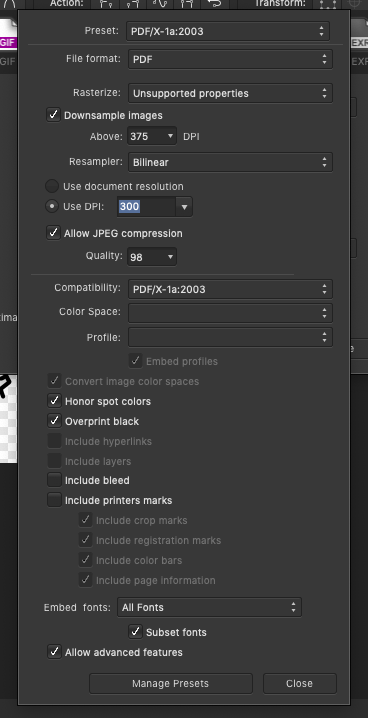 Action:
Transform:
GIF
EXR
GIF
EXR
Preset: PDF/X-1a:2003
File format: PDF
Rasterize: Unsupported properties
Downsample images
Above: 375 DPI
Resampler: Bilinear
Use document resolution
Use DPI: 300
Allow JPEG compression
Quality: 98
Compatibility: PDF/X-1a:2003
Color Space:
Profile:
Embed profiles
Convert image color spaces
Honor spot colors
Overprint black
Include hyperlinks
Include layers
Include bleed
Include printers marks
Include crop marks
Include registration marks
Include color bars
Include page information
Embed fonts: All Fonts
Subset fonts
Allow advanced features
Manage Presets Close